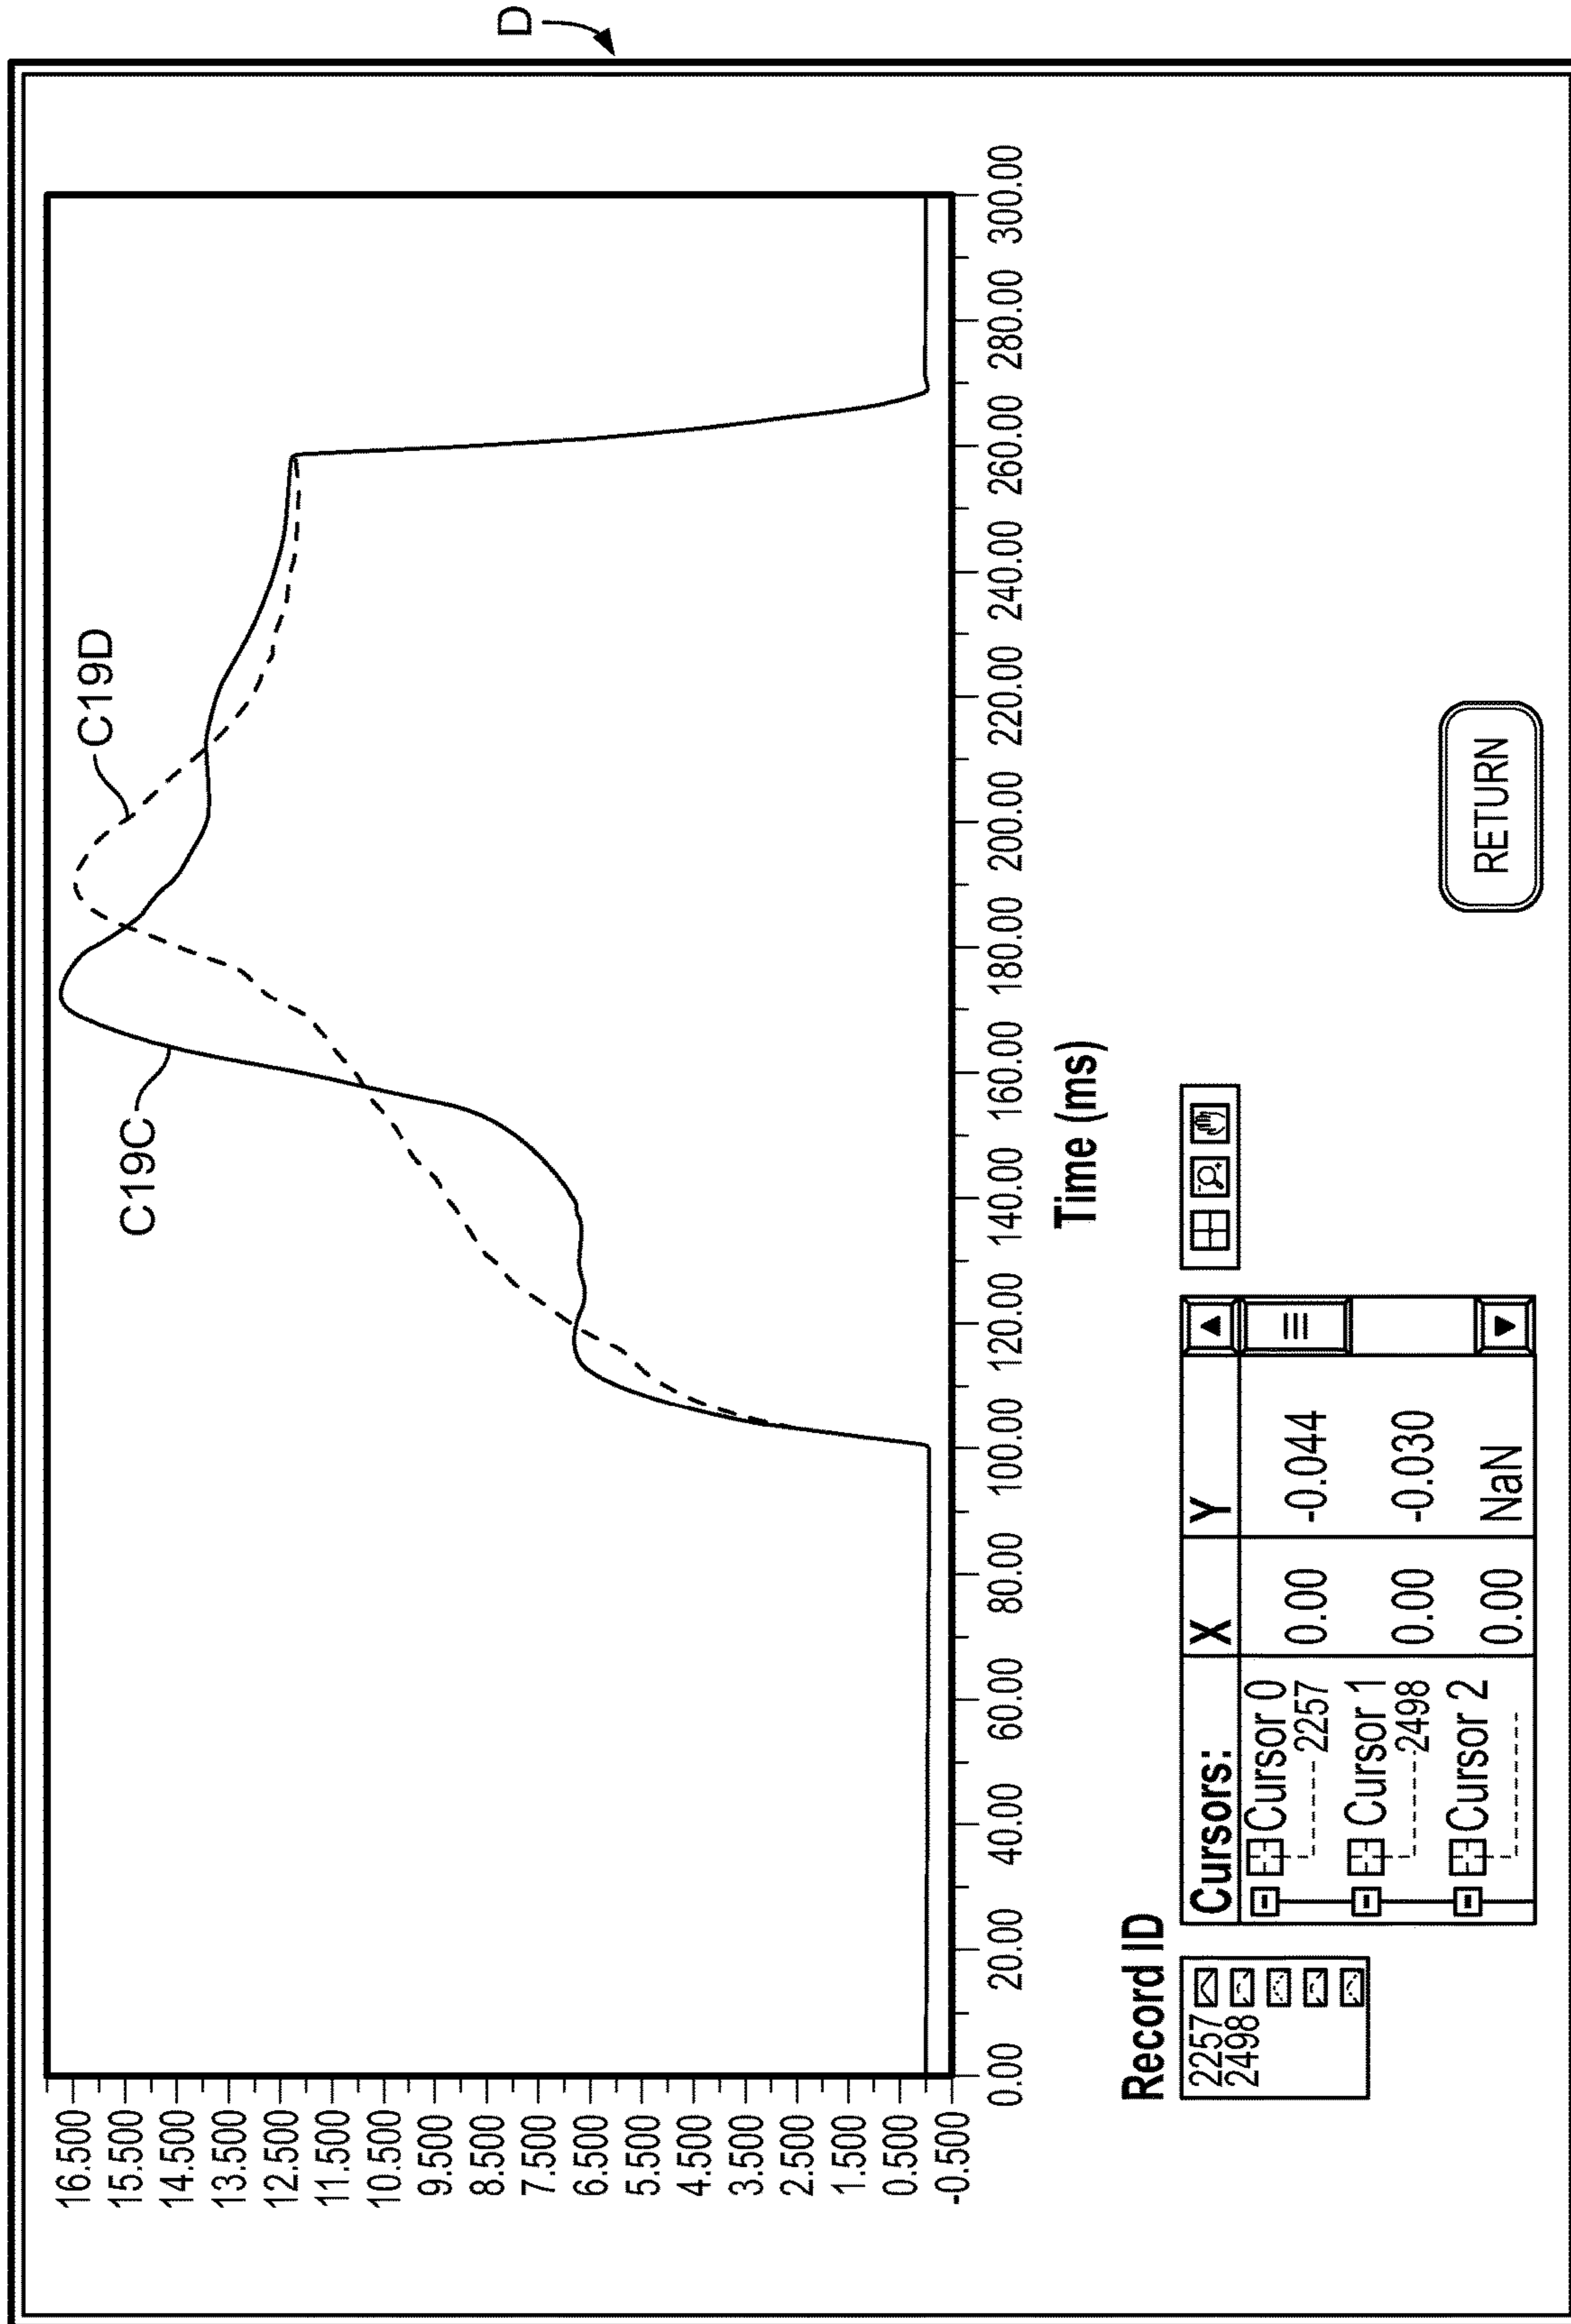 D
C19C
C19D
16.500
15.500
14.500
13.500
12.500
11.500
10.500
9.500
8.500
7.500
6.500
5.500
4.500
3.500
2.500
1.500
0.500
-0.500
0.00 20.00 40.00 60.00 80.00 100.00 120.00 140.00 160.00 180.00 200.00 220.00 240.00 260.00 280.00 300.00
Time (ms)
Record ID
2257
2498
Cursors: X Y
Cursor 0 0.00 -0.044
2257
Cursor 1 0.00 -0.030
2498
Cursor 2 0.00 NaN
RETURN